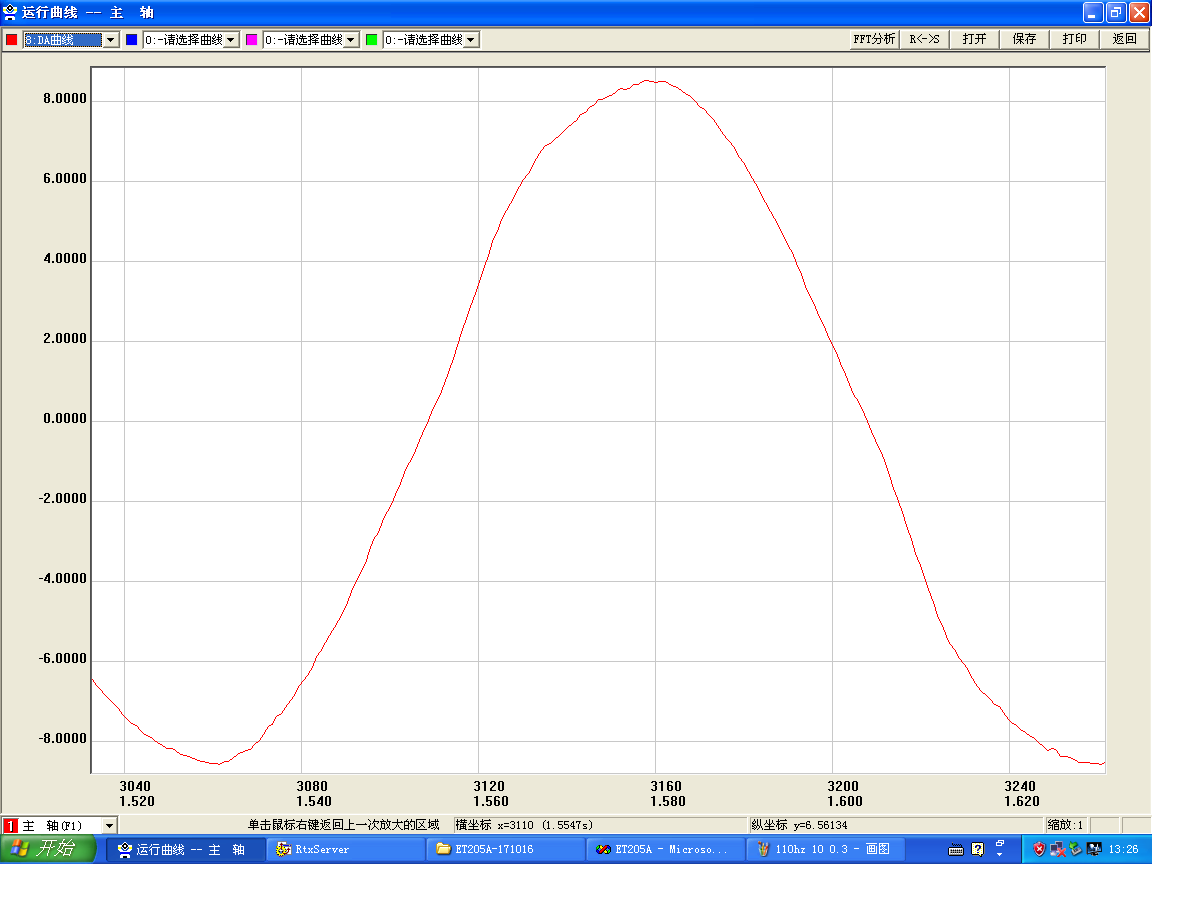 运行曲线 -- 主 轴
3:DA曲线 0:-请选择曲线 0:-请选择曲线 0:-请选择曲线 FFT分析 R<->S 打开 保存 打印 返回
8.0000
6.0000
4.0000
2.0000
0.0000
-2.0000
-4.0000
-6.0000
-8.0000
3040 3080 3120 3160 3200 3240
1.520 1.540 1.560 1.580 1.600 1.620
1 主 轴(F1) 单击鼠标右键返回上一次放大的区域 横坐标 x=3110 (1.5547s) 纵坐标 y=6.56134 缩放:1
开始 运行曲线 -- 主 轴 RtxServer ET205A-171016 ET205A - Microso... 110hz 10 0.3 - 画图 13:26